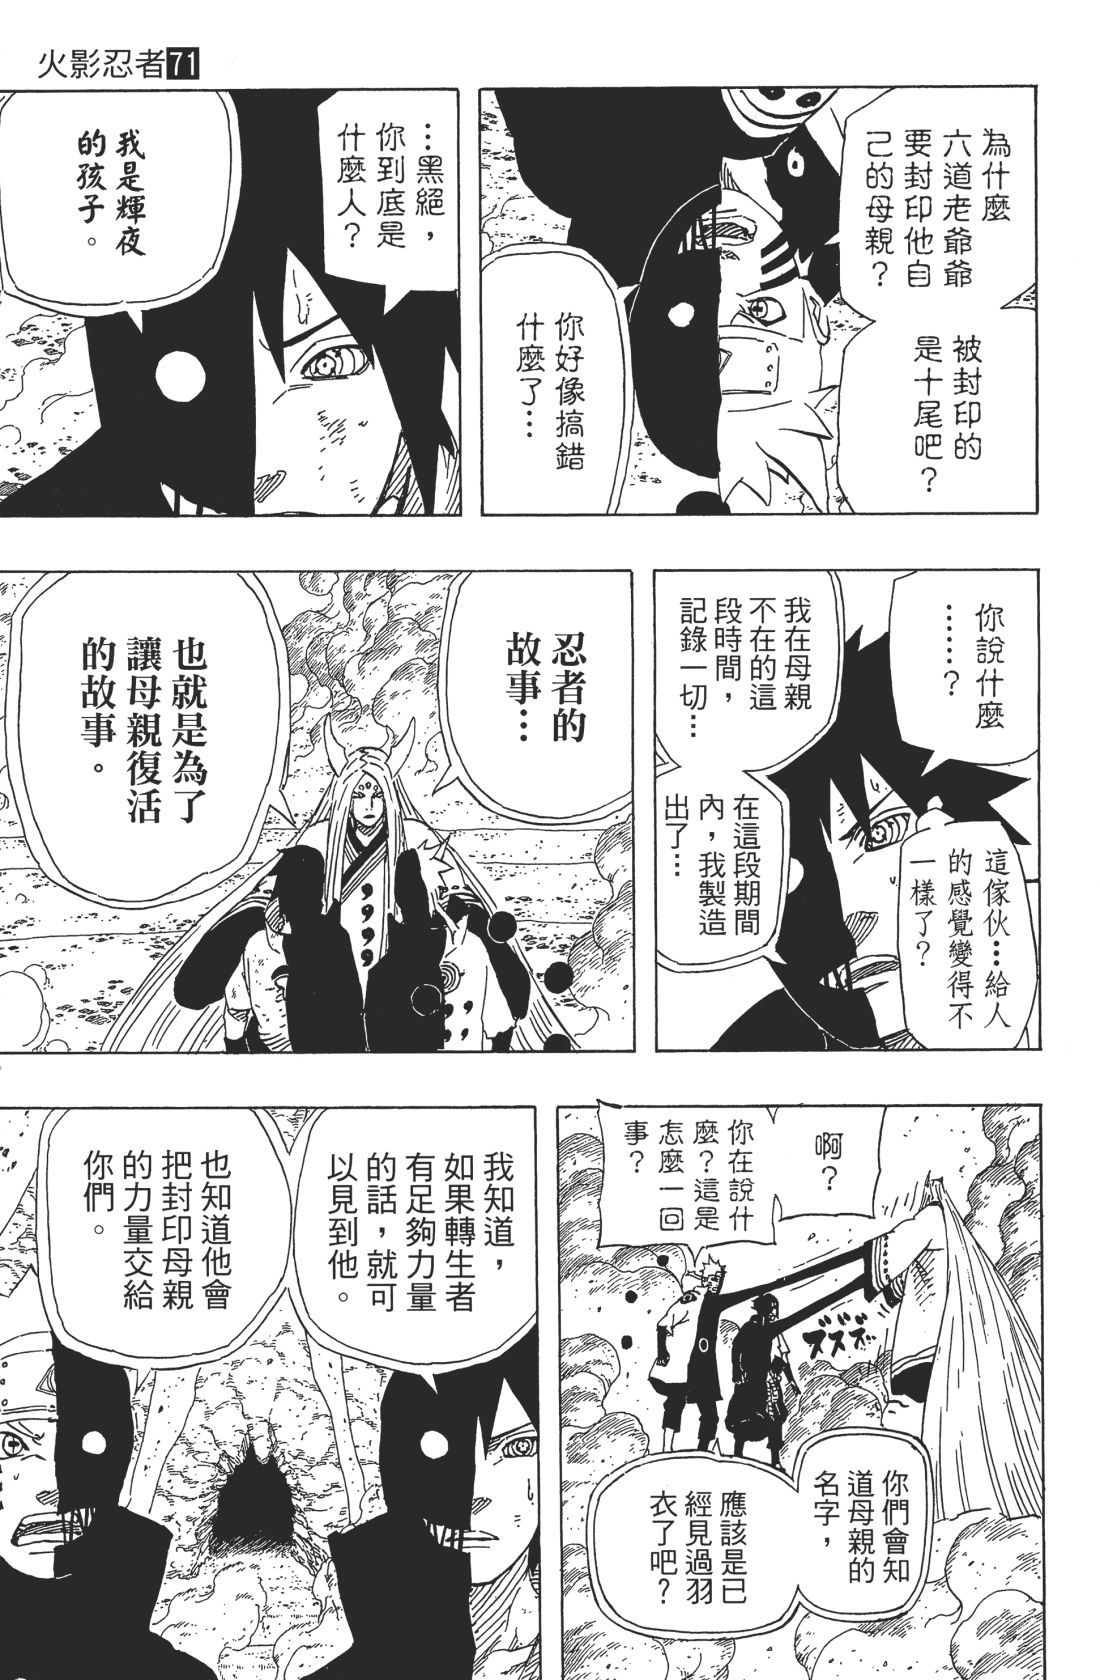 火影忍者71
為什麼
六道老爺爺
要封印他自
己的母親？
被封印的
是十尾吧？
你好像搞錯
什麼了…
…黑絕，
你到底是
什麼人？
我是輝夜
的孩子。
你說什麼
……？
這傢伙…給人
的感覺變得不
一樣了？
我在母親
不在的這
段時間，
記錄一切…
在這段期間
內，我製造
出了…
忍者的
故事…
也就是為了
讓母親復活
的故事。
啊？
你在說什
麼？這是
怎麼一回
事？
ズズズ…
你們會知
道母親的
名字，
應該是已
經見過羽
衣了吧？
我知道，
如果轉生者
有足夠力量
的話，就可
以見到他。
也知道他會
把封印母親
的力量交給
你們。